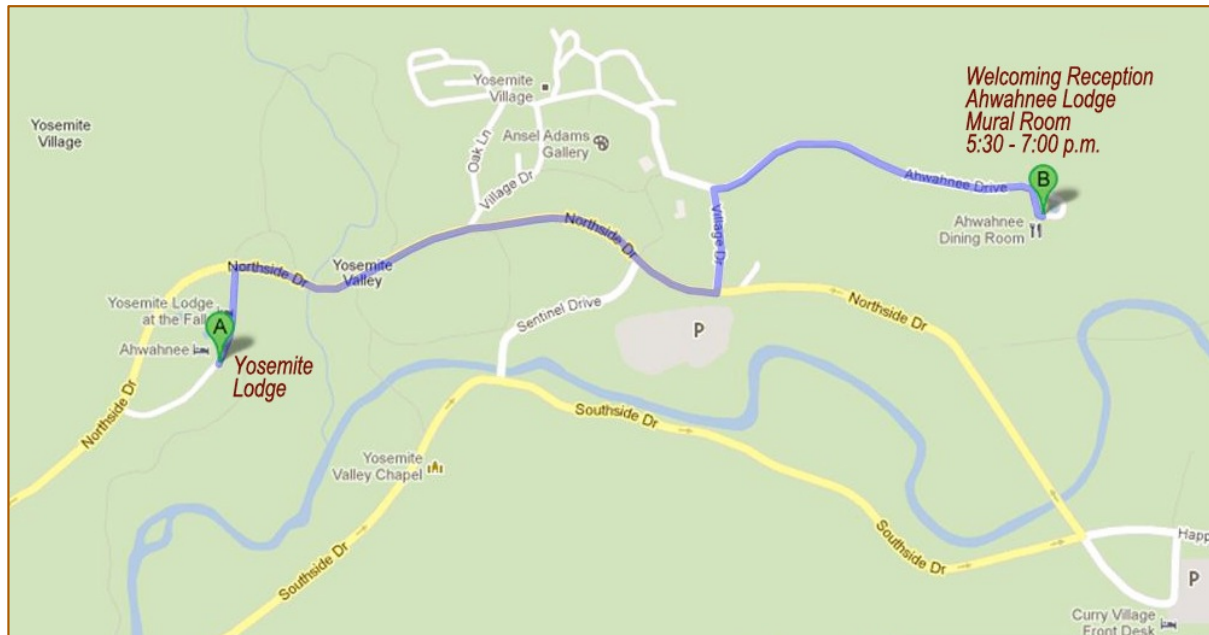 Yosemite
Village
Yosemite
Village
Oak Ln
Ansel Adams
Gallery
Village Dr
Welcoming Reception
Ahwahnee Lodge
Mural Room
5:30 - 7:00 p.m.
Ahwahnee Drive
B
Ahwahnee
Dining Room
Village Dr
Northside Dr
Northside Dr
Yosemite
Valley
Yosemite Lodge
at the Fall
A
Ahwahnee
Yosemite
Lodge
Northside Dr
Sentinel Drive
P
Northside Dr
Southside Dr
Yosemite
Valley Chapel
Southside Dr
Southside Dr
Happ
P
Curry Village
Front Desk